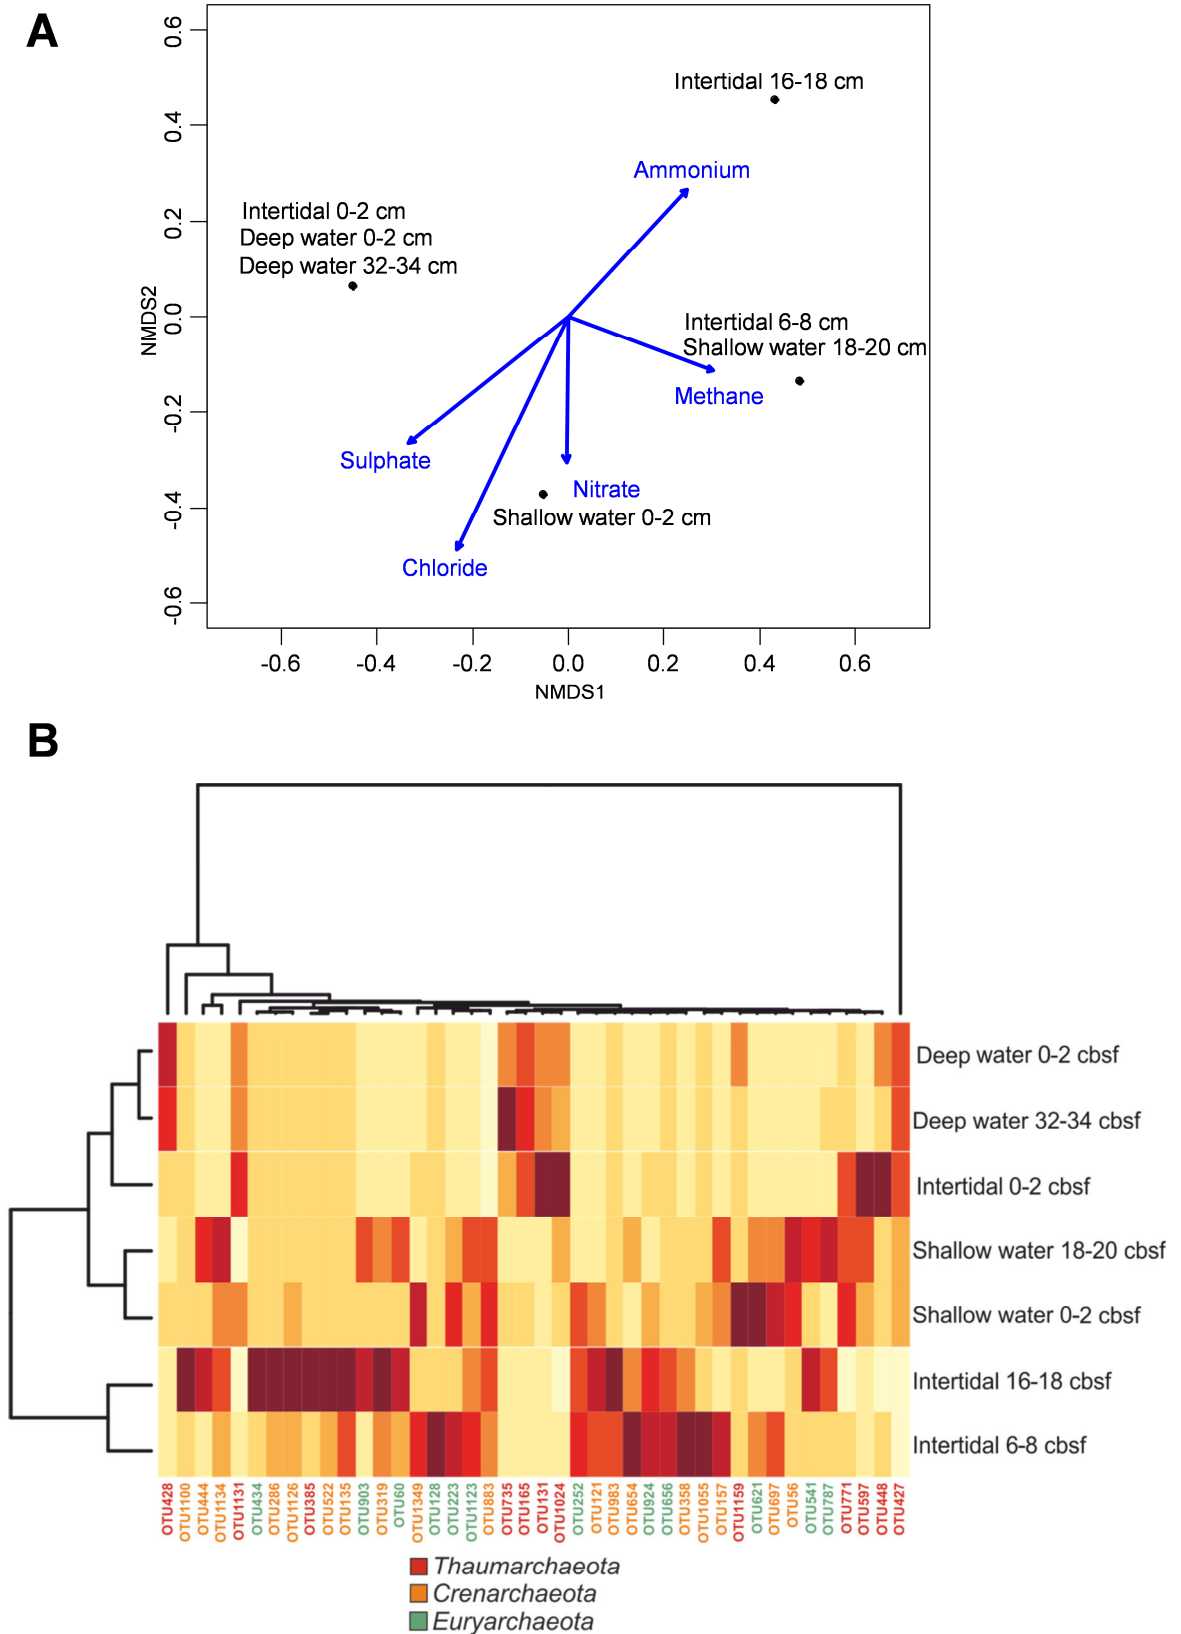 A
0.6
0.4
0.2
0.0
-0.2
-0.4
-0.6
NMDS2
Intertidal 16-18 cm
Ammonium
Intertidal 0-2 cm
Deep water 0-2 cm
Deep water 32-34 cm
Intertidal 6-8 cm
Shallow water 18-20 cm
Methane
Sulphate
Nitrate
Shallow water 0-2 cm
Chloride
-0.6
-0.4
-0.2
0.0
0.2
0.4
0.6
NMDS1
B
Deep water 0-2 cbsf
Deep water 32-34 cbsf
Intertidal 0-2 cbsf
Shallow water 18-20 cbsf
Shallow water 0-2 cbsf
Intertidal 16-18 cbsf
Intertidal 6-8 cbsf
OTU428
OTU1100
OTU444
OTU1134
OTU1131
OTU434
OTU286
OTU1126
OTU385
OTU522
OTU135
OTU903
OTU319
OTU60
OTU1349
OTU128
OTU223
OTU1123
OTU883
OTU735
OTU165
OTU131
OTU1024
OTU252
OTU121
OTU983
OTU654
OTU924
OTU656
OTU358
OTU1055
OTU157
OTU1159
OTU621
OTU697
OTU56
OTU541
OTU787
OTU771
OTU597
OTU448
OTU427
Thaumarchaeota
Crenarchaeota
Euryarchaeota